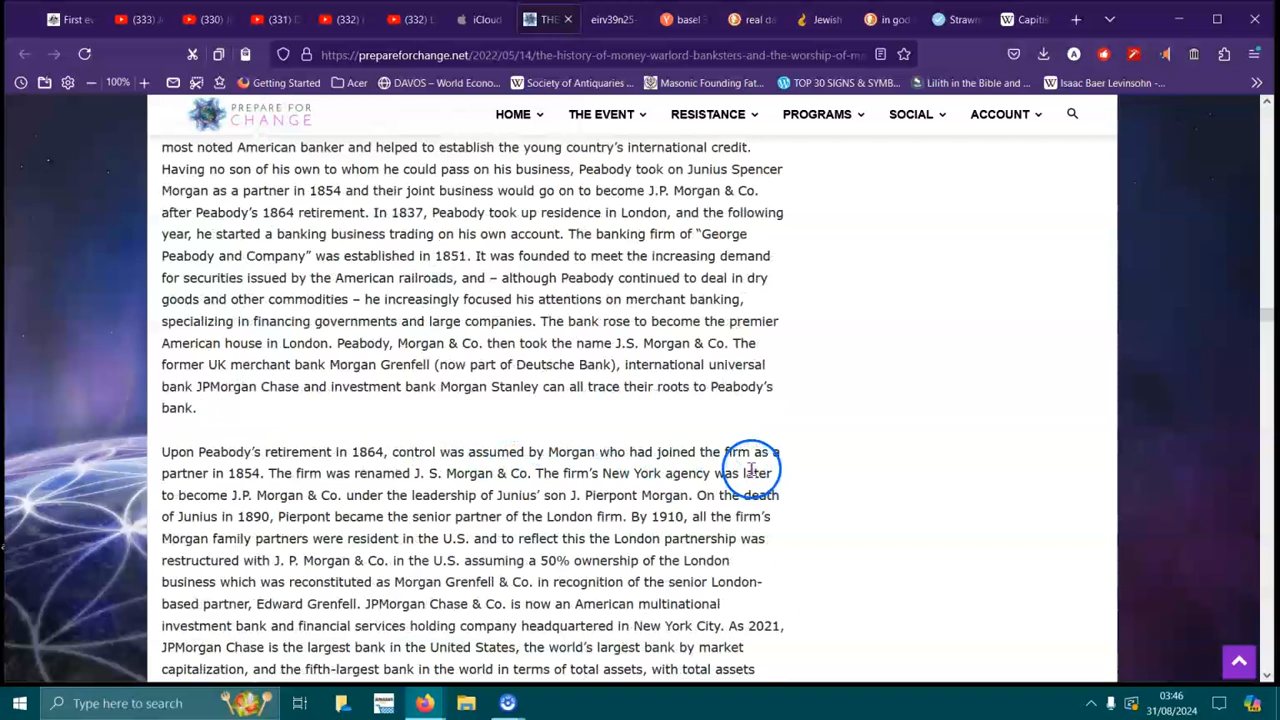 First ev
(333) J
(330) J
(331) D
(332) I
(332) L
iCloud
THE
eirv39n25-
basel 3
real da
Jewish
in god
Strawn
Capiti
https://prepareforchange.net/2022/05/14/the-history-of-money-warlord-banksters-and-the-worship-of-m
100%
Getting Started
Acer
DAVOS – World Econo...
Society of Antiquaries
Masonic Founding Fat...
TOP 30 SIGNS & SYMB...
Lilith in the Bible and
Isaac Baer Levinsohn -...
PREPARE FOR
CHANGE
HOME
THE EVENT
RESISTANCE
PROGRAMS
SOCIAL
ACCOUNT
most noted American banker and helped to establish the young country's international credit.
Having no son of his own to whom he could pass on his business, Peabody took on Junius Spencer
Morgan as a partner in 1854 and their joint business would go on to become J.P. Morgan & Co.
after Peabody's 1864 retirement. In 1837, Peabody took up residence in London, and the following
year, he started a banking business trading on his own account. The banking firm of “George
Peabody and Company” was established in 1851. It was founded to meet the increasing demand
for securities issued by the American railroads, and – although Peabody continued to deal in dry
goods and other commodities – he increasingly focused his attentions on merchant banking,
specializing in financing governments and large companies. The bank rose to become the premier
American house in London. Peabody, Morgan & Co. then took the name J.S. Morgan & Co. The
former UK merchant bank Morgan Grenfell (now part of Deutsche Bank), international universal
bank JPMorgan Chase and investment bank Morgan Stanley can all trace their roots to Peabody's
bank.
Upon Peabody's retirement in 1864, control was assumed by Morgan who had joined the firm as a
partner in 1854. The firm was renamed J. S. Morgan & Co. The firm's New York agency was later
to become J.P. Morgan & Co. under the leadership of Junius' son J. Pierpont Morgan. On the death
of Junius in 1890, Pierpont became the senior partner of the London firm. By 1910, all the firm's
Morgan family partners were resident in the U.S. and to reflect this the London partnership was
restructured with J. P. Morgan & Co. in the U.S. assuming a 50% ownership of the London
business which was reconstituted as Morgan Grenfell & Co. in recognition of the senior London-
based partner, Edward Grenfell. JPMorgan Chase & Co. is now an American multinational
investment bank and financial services holding company headquartered in New York City. As 2021,
JPMorgan Chase is the largest bank in the United States, the world's largest bank by market
capitalization, and the fifth-largest bank in the world in terms of total assets, with total assets
Type here to search
03:46
31/08/2024